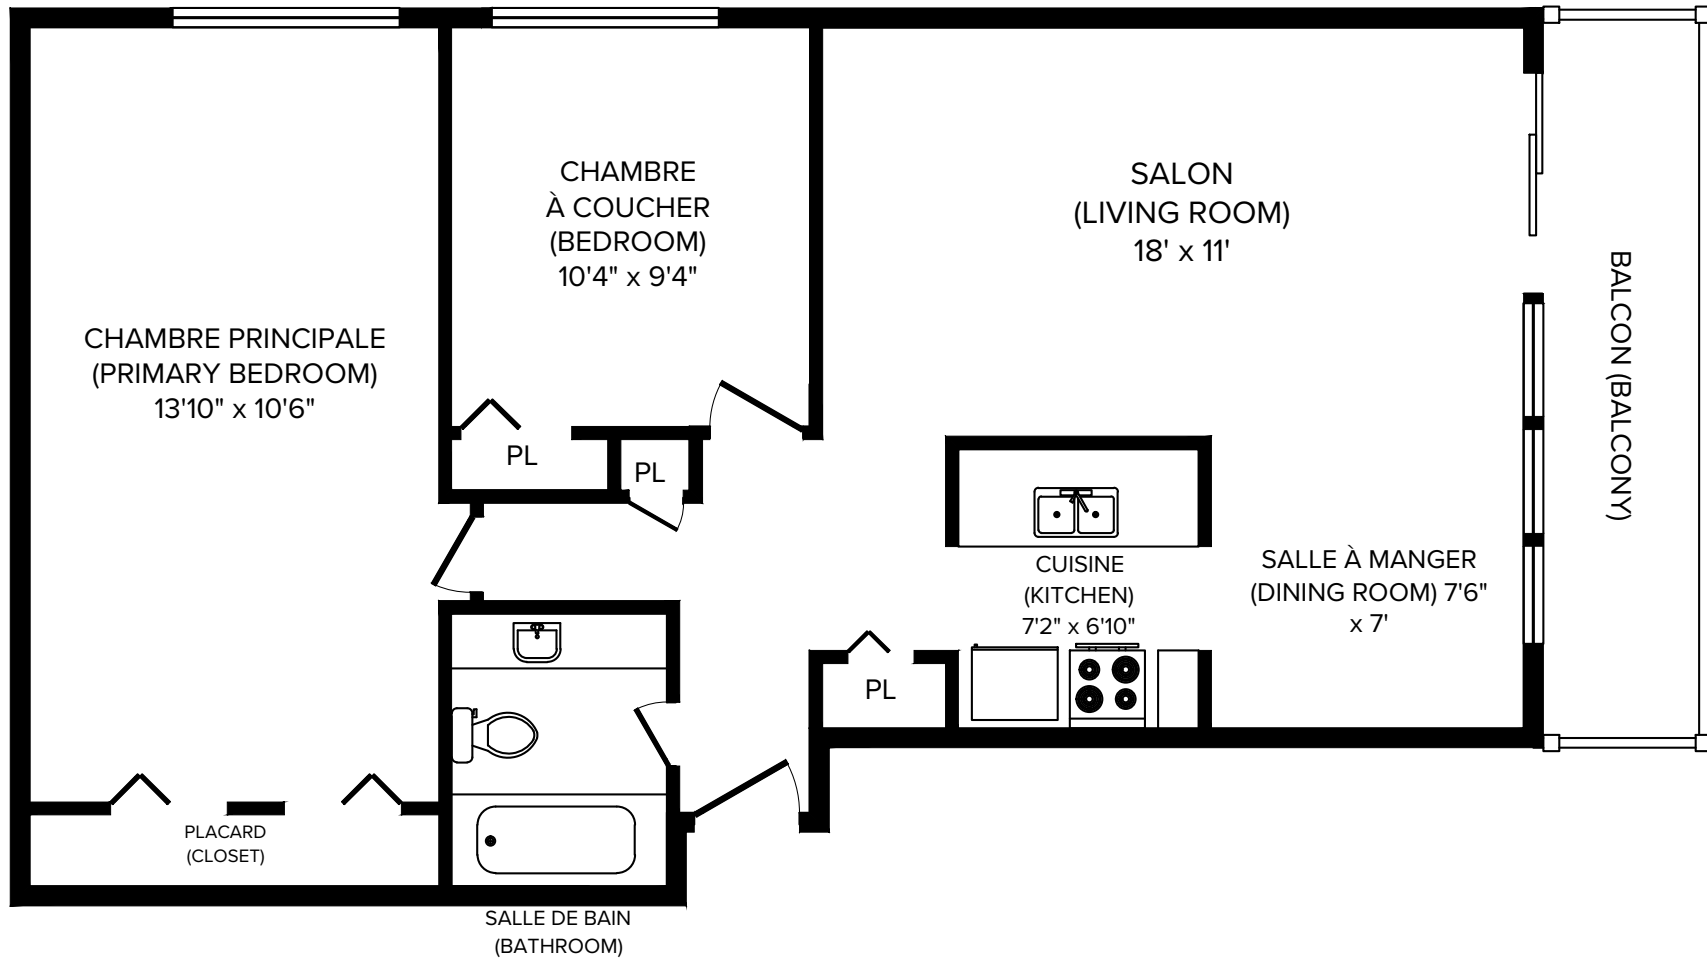 CHAMBRE PRINCIPALE
(PRIMARY BEDROOM)
13'10" x 10'6"
CHAMBRE
À COUCHER
(BEDROOM)
10'4" x 9'4"
SALON
(LIVING ROOM)
18' x 11'
BALCON (BALCONY)
PL
PL
CUISINE
(KITCHEN)
7'2" x 6'10"
SALLE À MANGER
(DINING ROOM) 7'6"
x 7'
PL
PLACARD
(CLOSET)
SALLE DE BAIN
(BATHROOM)